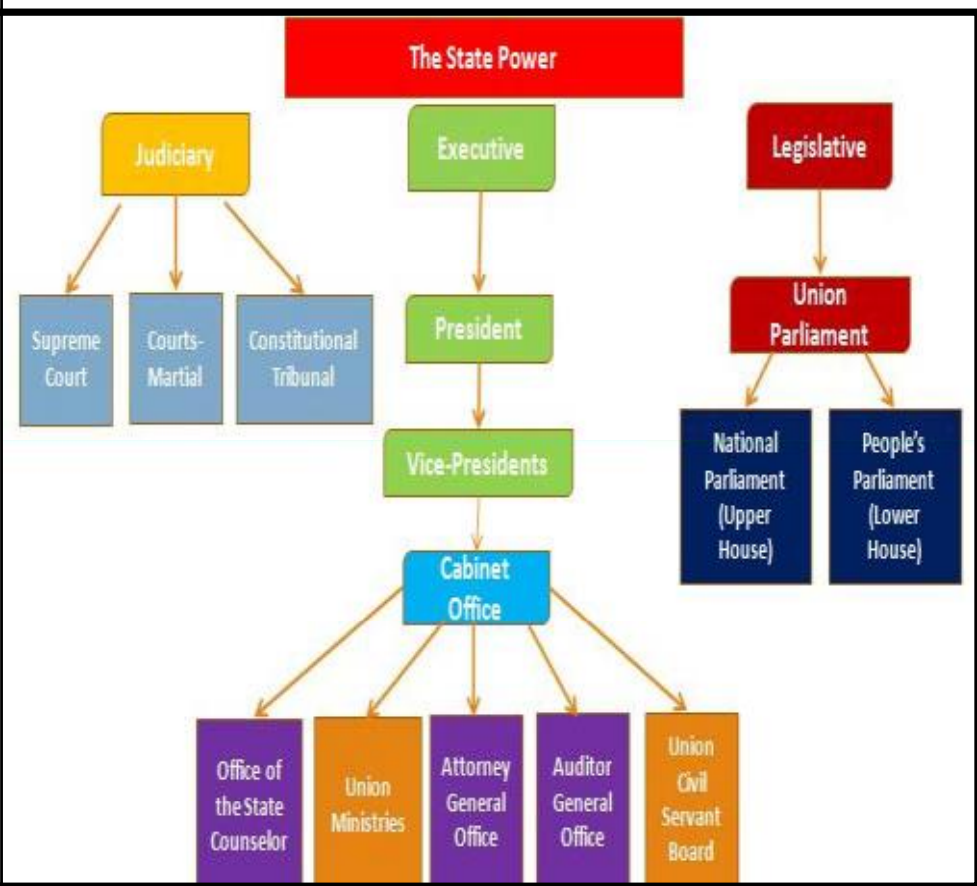 The State Power
Judiciary
Executive
Legislative
Supreme
Court
Courts-
Martial
Constitutional
Tribunal
President
Union
Parliament
Vice-Presidents
National
Parliament
(Upper
House)
People's
Parliament
(Lower
House)
Cabinet
Office
Office of
the State
Counselor
Union
Ministries
Attorney
General
Office
Auditor
General
Office
Union
Civil
Servant
Board